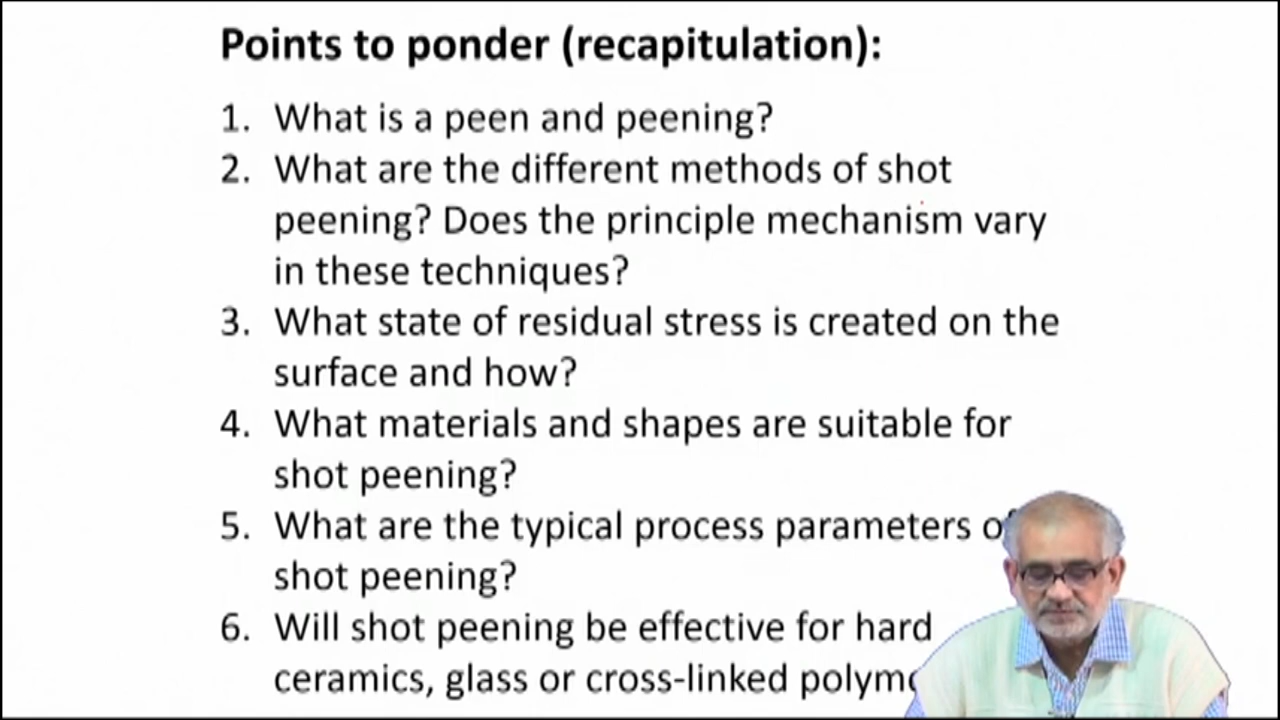 Points to ponder (recapitulation):
1. What is a peen and peening?
2. What are the different methods of shot
peening? Does the principle mechanism vary
in these techniques?
3. What state of residual stress is created on the
surface and how?
4. What materials and shapes are suitable for
shot peening?
5. What are the typical process parameters of
shot peening?
6. Will shot peening be effective for hard
ceramics, glass or cross-linked